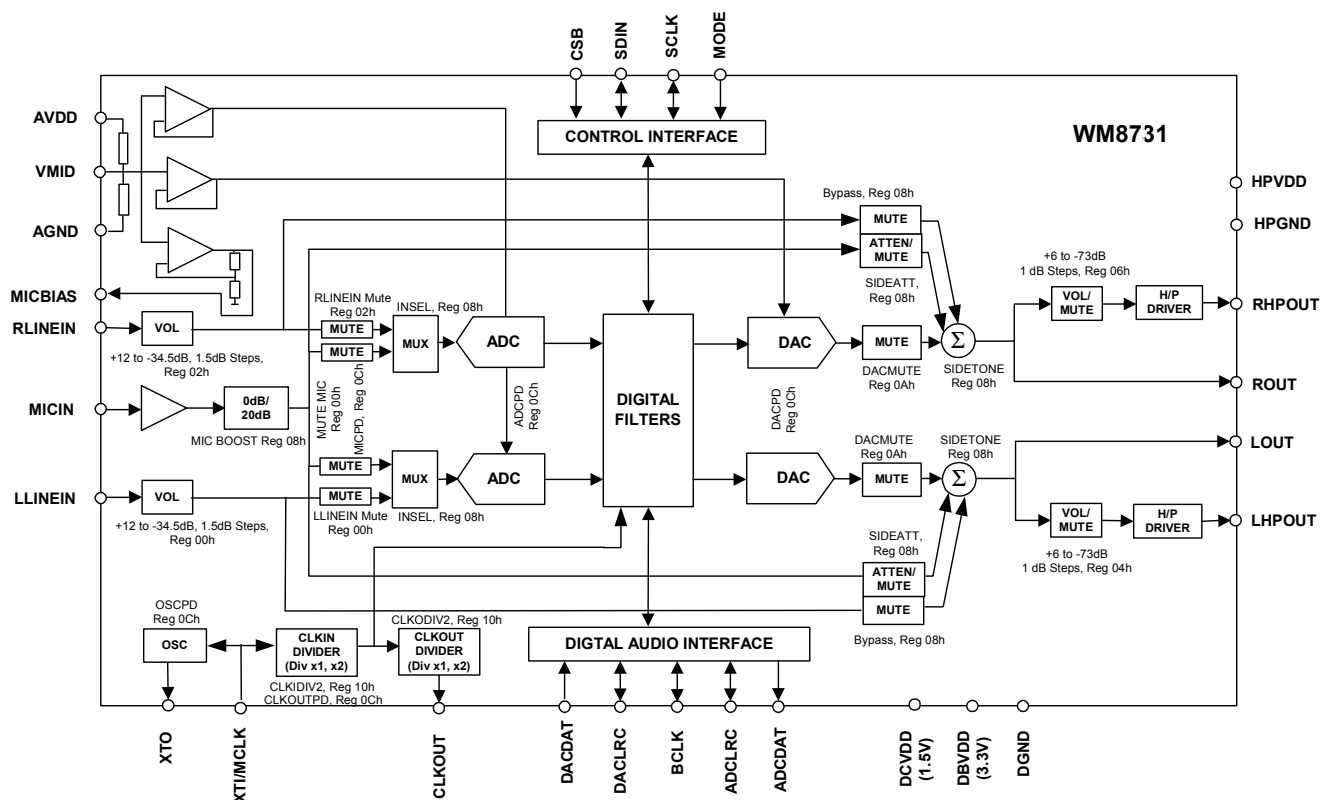 CSB
SDIN
SCLK
MODE
AVDD
VMID
AGND
MICBIAS
RLINEIN
MICIN
LLINEIN
WM8731
CONTROL INTERFACE
HPVDD
HPGND
RHPOUT
ROUT
LOUT
LHPOUT
Bypass, Reg 08h
MUTE
ATTEN/
MUTE
SIDEATT,
Reg 08h
+6 to -73dB
1 dB Steps, Reg 06h
VOL/
MUTE
H/P
DRIVER
RLINEIN Mute
Reg 02h
INSEL, Reg 08h
VOL
MUTE
MUTE
MUX
ADC
DAC
MUTE
Σ
+12 to -34.5dB, 1.5dB Steps,
Reg 02h
DACMUTE
Reg 0Ah
SIDETONE
Reg 08h
0dB/
20dB
MIC BOOST Reg 08h
MUTE MIC
Reg 00h
MICPD, Reg 0Ch
ADCPD
Reg 0Ch
DIGITAL
FILTERS
DACPD
Reg 0Ch
DACMUTE
Reg 0Ah
SIDETONE
Reg 08h
VOL
MUTE
MUTE
MUX
ADC
DAC
MUTE
Σ
+12 to -34.5dB, 1.5dB Steps,
Reg 00h
LLINEIN Mute
Reg 00h
INSEL, Reg 08h
VOL/
MUTE
H/P
DRIVER
+6 to -73dB
1 dB Steps, Reg 04h
SIDEATT,
Reg 08h
ATTEN/
MUTE
MUTE
Bypass, Reg 08h
OSCPD
Reg 0Ch
OSC
CLKIN
DIVIDER
(Div x1, x2)
CLKIDIV2, Reg 10h
CLKOUTPD, Reg 0Ch
CLKODIV2, Reg 10h
CLKOUT
DIVIDER
(Div x1, x2)
DIGTAL AUDIO INTERFACE
XTO
XTI/MCLK
CLKOUT
DACDAT
DACLRC
BCLK
ADCLRC
ADCDAT
DCVDD
(1.5V)
DBVDD
(3.3V)
DGND